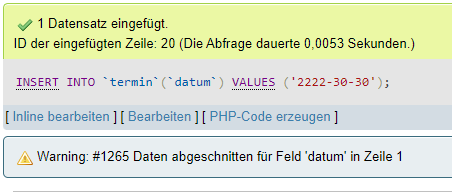 1 Datensatz eingefügt.
ID der eingefügten Zeile: 20 (Die Abfrage dauerte 0,0053 Sekunden.)
INSERT INTO `termin`(`datum`) VALUES ('2222-30-30');
[ Inline bearbeiten ] [ Bearbeiten ] [ PHP-Code erzeugen ]
Warning: #1265 Daten abgeschnitten für Feld 'datum' in Zeile 1